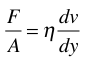 F/A = η dv/dy